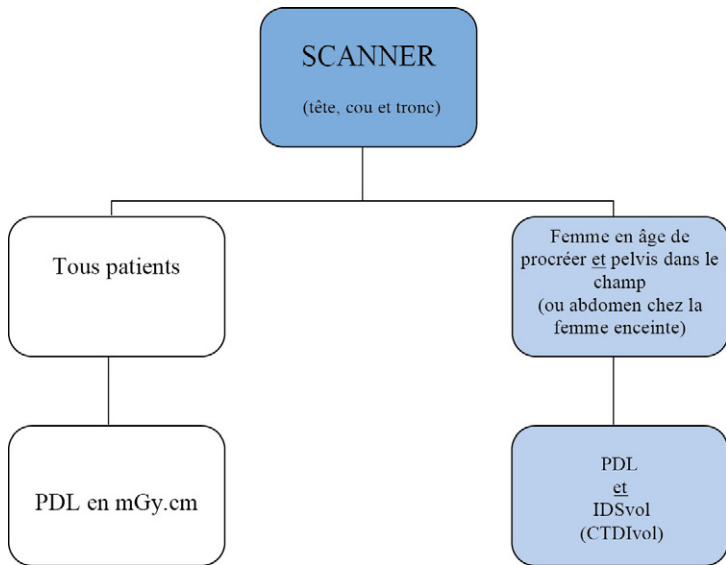 SCANNER
(tête, cou et tronc)
Tous patients
Femme en âge de
procréer et pelvis dans le
champ
(ou abdomen chez la
femme enceinte)
PDL en mGy.cm
PDL
et
IDSvol
(CTDIvol)